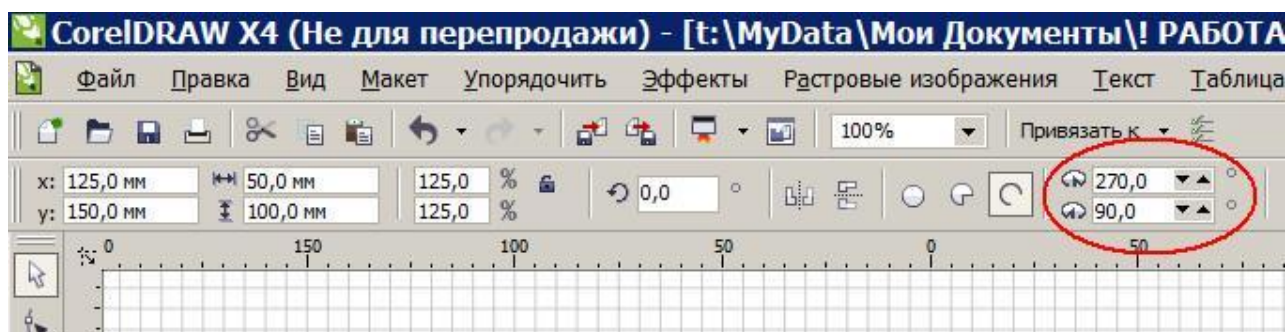 CorelDRAW X4 (Не для перепродажи) - [t:\MyData\Мои Документы\! РАБОТА
Файл Правка Вид Макет Упорядочить Эффекты Растровые изображения Текст Таблица
100% Привязать к
x: 125,0 мм 50,0 мм 125,0 % 0,0 ° 270,0 °
y: 150,0 мм 100,0 мм 125,0 % 90,0 °
0 150 100 50 0 50